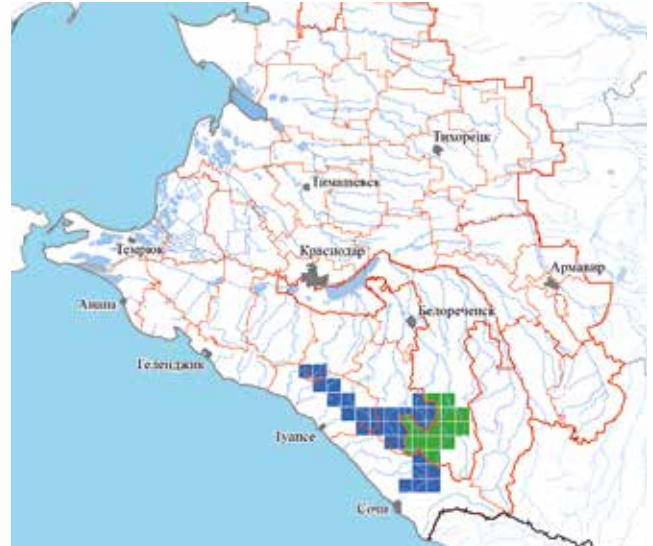 Тихорецк
Тимашевск
Темрюк
Краснодар
Армавир
Анапа
Белореченск
Геленджик
Туапсе
Сочи